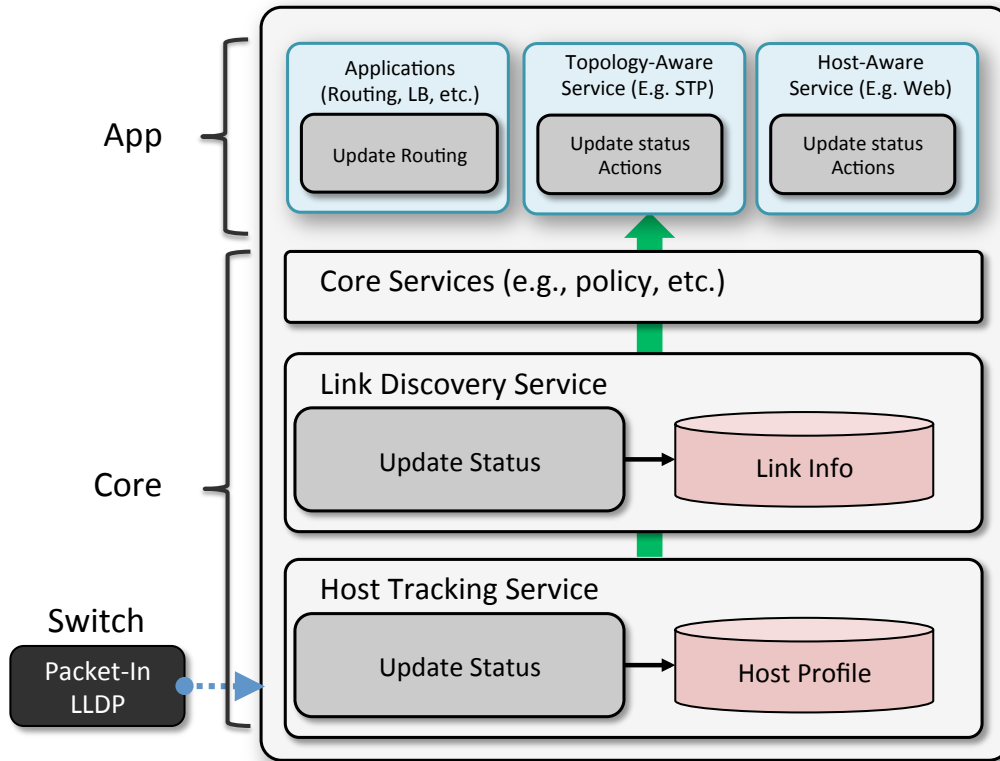 App
Applications
(Routing, LB, etc.)
Update Routing
Topology-Aware
Service (E.g. STP)
Update status
Actions
Host-Aware
Service (E.g. Web)
Update status
Actions
Core
Core Services (e.g., policy, etc.)
Link Discovery Service
Update Status
Link Info
Host Tracking Service
Update Status
Host Profile
Switch
Packet-In
LLDP